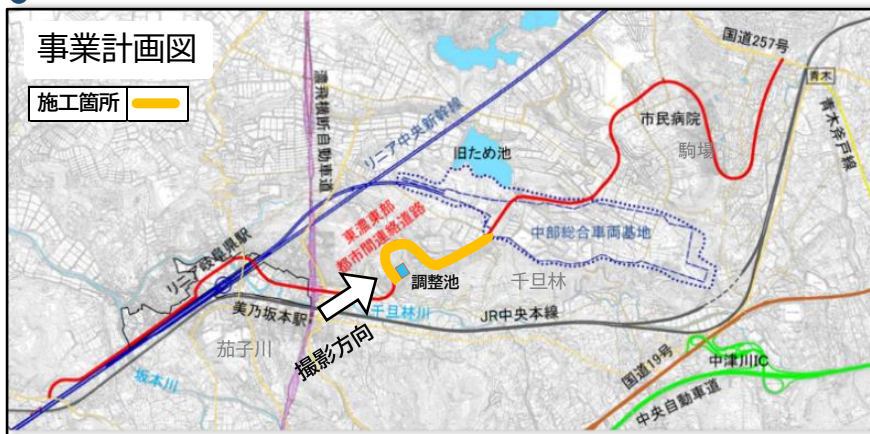 事業計画図
施工箇所
国道257号
青木
青木斧戸線
市民病院
駒場
濃飛横断自動車道
リニア中央新幹線
旧ため池
東濃東部
都市間連絡道路
中部総合車両基地
リニア岐阜県駅
調整池
千旦林
美乃坂本駅
千旦林川
JR中央本線
撮影方向
茄子川
坂本川
国道19号
中津川IC
中央自動車道